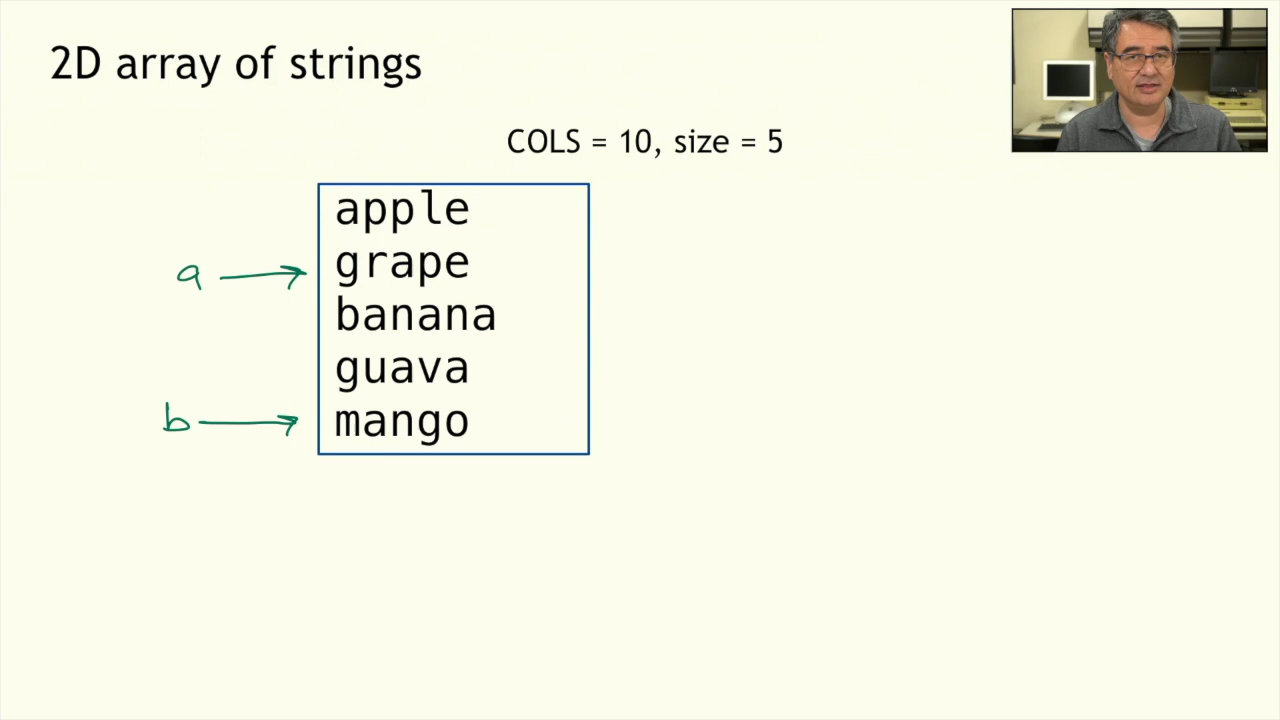 2D array of strings
COLS = 10, size = 5
apple
a grape
banana
guava
b mango